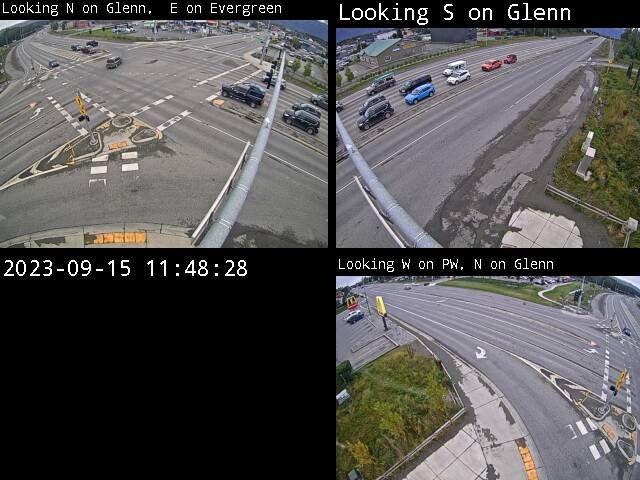 Looking N on Glenn,  E on Evergreen
Looking S on Glenn
2023-09-15 11:48:28
Looking W on PW, N on Glenn